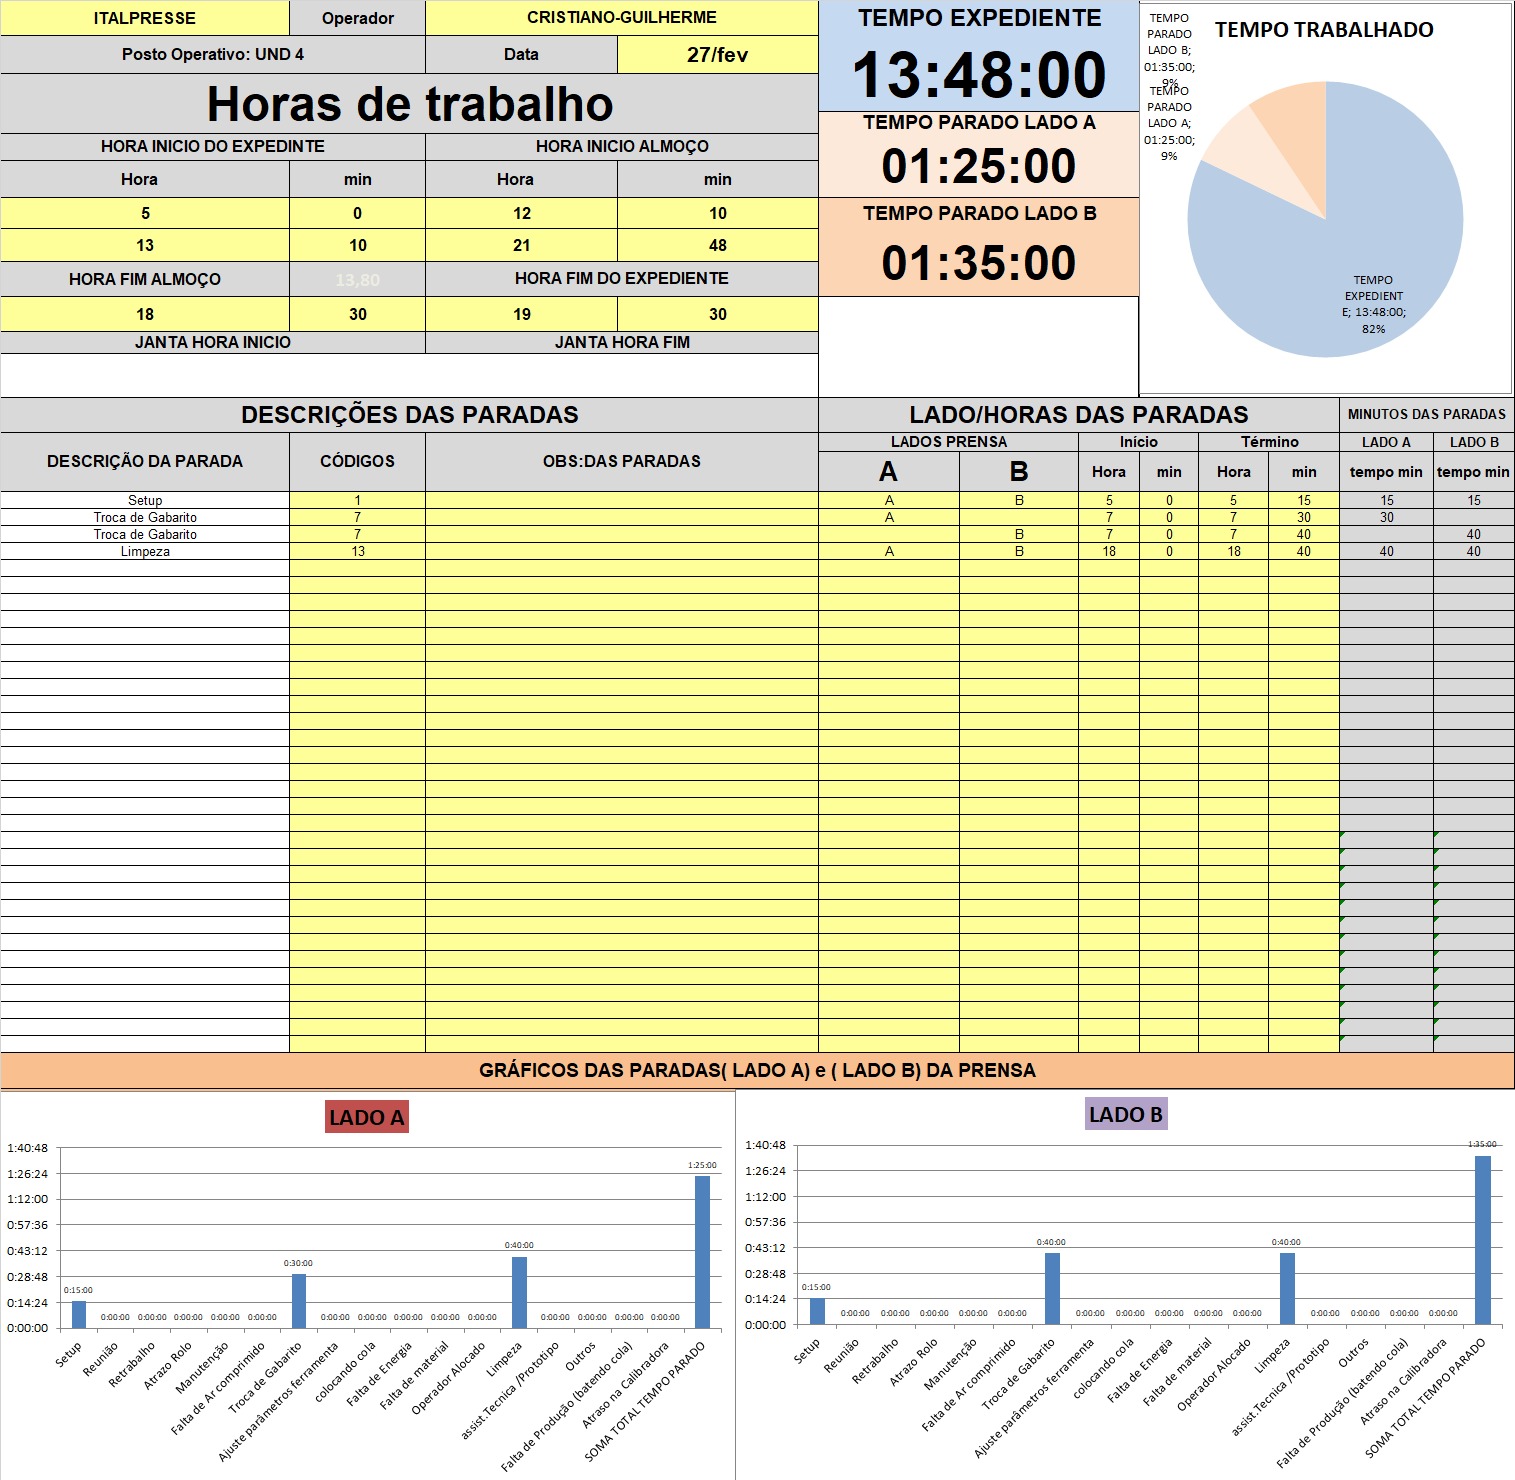 ITALPRESSE Operador CRISTIANO-GUILHERME
Posto Operativo: UND 4 Data 27/fev
Horas de trabalho
HORA INICIO DO EXPEDINTE HORA INICIO ALMOÇO
Hora min Hora min
5 0 12 10
13 10 21 48
HORA FIM ALMOÇO 13,80 HORA FIM DO EXPEDIENTE
18 30 19 30
JANTA HORA INICIO JANTA HORA FIM
TEMPO EXPEDIENTE
13:48:00
TEMPO PARADO LADO A
01:25:00
TEMPO PARADO LADO B
01:35:00
TEMPO TRABALHADO
TEMPO
PARADO
LADO B;
01:35:00;
9%
TEMPO
PARADO
LADO A;
01:25:00;
9%
TEMPO
EXPEDIENT
E; 13:48:00;
82%
DESCRIÇÕES DAS PARADAS LADO/HORAS DAS PARADAS MINUTOS DAS PARADAS
LADOS PRENSA Início Término LADO A LADO B
DESCRIÇÃO DA PARADA CÓDIGOS OBS:DAS PARADAS A B Hora min Hora min tempo min tempo min
Setup 1 A B 5 0 5 15 15 15
Troca de Gabarito 7 A 7 0 7 30 30
Troca de Gabarito 7 B 7 0 7 40 40
Limpeza 13 A B 18 0 18 40 40 40
GRÁFICOS DAS PARADAS( LADO A) e ( LADO B) DA PRENSA
LADO A
1:40:48
1:26:24
1:12:00
0:57:36
0:43:12
0:28:48
0:14:24
0:00:00
0:15:00 0:00:00 0:00:00 0:00:00 0:00:00 0:00:00 0:30:00 0:00:00 0:00:00 0:00:00 0:00:00 0:00:00 0:40:00 0:00:00 0:00:00 0:00:00 0:00:00 1:25:00
Setup
Reunião
Retrabalho
Atrazo Rolo
Manutenção
Falta de Ar comprimido
Troca de Gabarito
Ajuste parâmetros ferramenta
colocando cola
Falta de Energia
Falta de material
Operador Alocado
Limpeza
assist.Tecnica /Prototipo
Outros
Falta de Produção (batendo cola)
Atraso na Calibradora
SOMA TOTAL TEMPO PARADO
LADO B
1:40:48
1:26:24
1:12:00
0:57:36
0:43:12
0:28:48
0:14:24
0:00:00
0:15:00 0:00:00 0:00:00 0:00:00 0:00:00 0:00:00 0:40:00 0:00:00 0:00:00 0:00:00 0:00:00 0:00:00 0:40:00 0:00:00 0:00:00 0:00:00 0:00:00 1:35:00
Setup
Reunião
Retrabalho
Atrazo Rolo
Manutenção
Falta de Ar comprimido
Troca de Gabarito
Ajuste parâmetros ferramenta
colocando cola
Falta de Energia
Falta de material
Operador Alocado
Limpeza
assist.Tecnica /Prototipo
Outros
Falta de Produção (batendo cola)
Atraso na Calibradora
SOMA TOTAL TEMPO PARADO